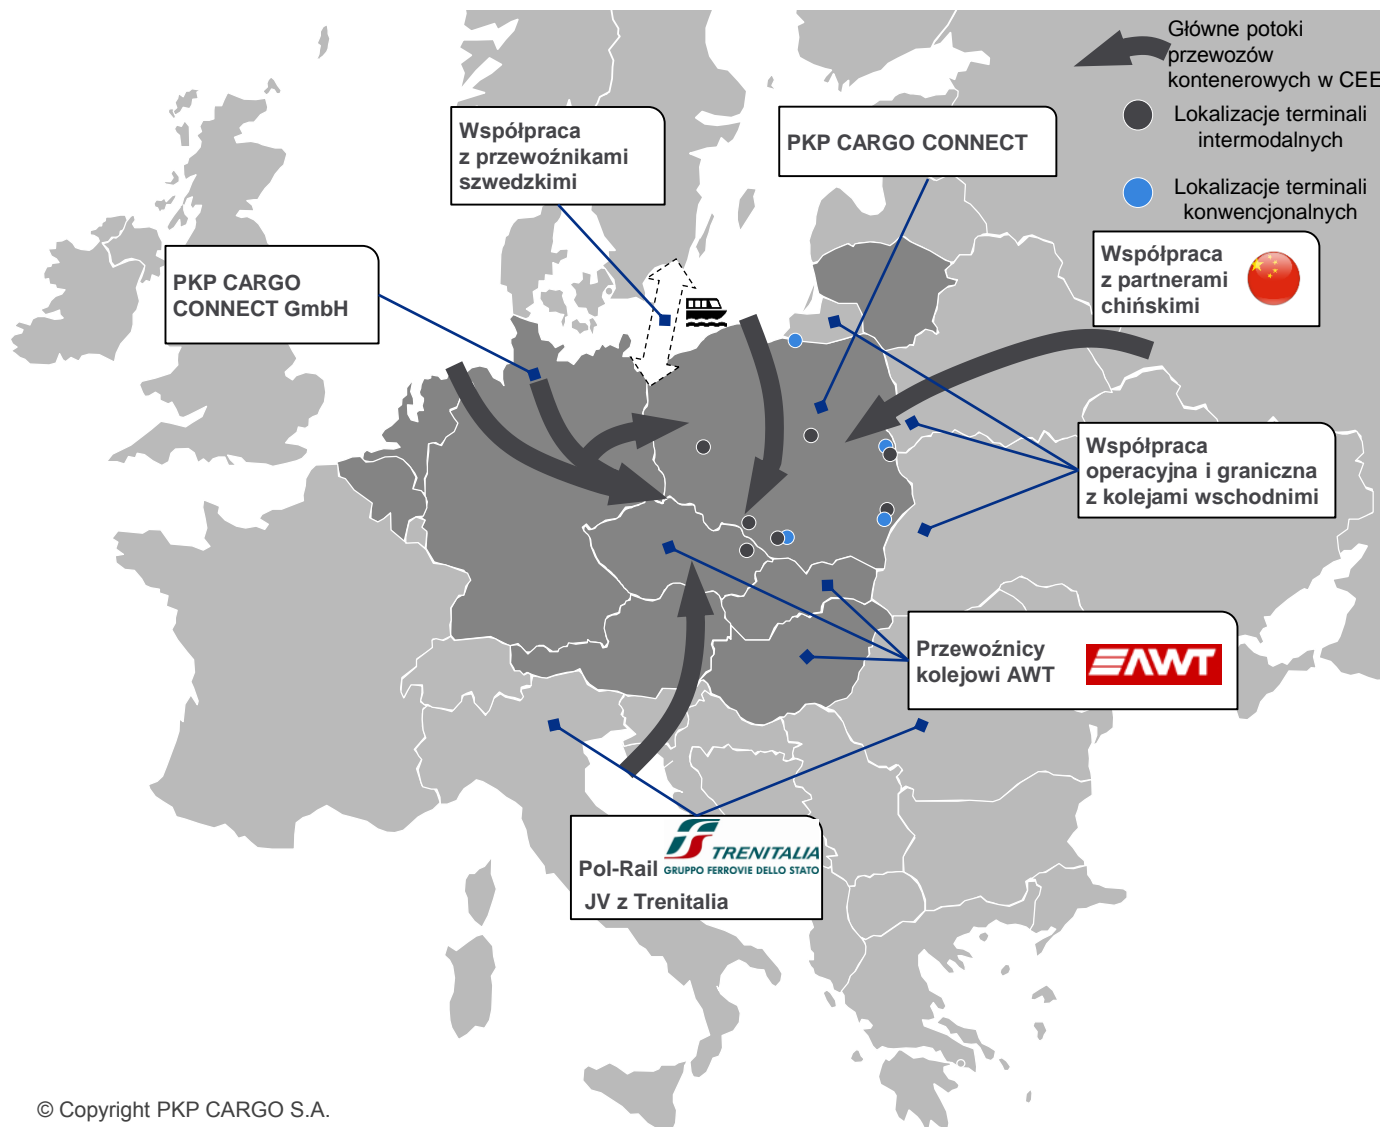 Główne potoki
przewozów
kontenerowych w CEE
Lokalizacje terminali
intermodalnych
Lokalizacje terminali
konwencjonalnych
Współpraca
z przewoźnikami
szwedzkimi
PKP CARGO CONNECT
PKP CARGO
CONNECT GmbH
Współpraca
z partnerami
chińskimi
Współpraca
operacyjna i graniczna
z kolejami wschodnimi
Przewoźnicy
kolejowi AWT
AWT
Pol-Rail
TRENITALIA
GRUPPO FERROVIE DELLO STATO
JV z Trenitalia
© Copyright PKP CARGO S.A.